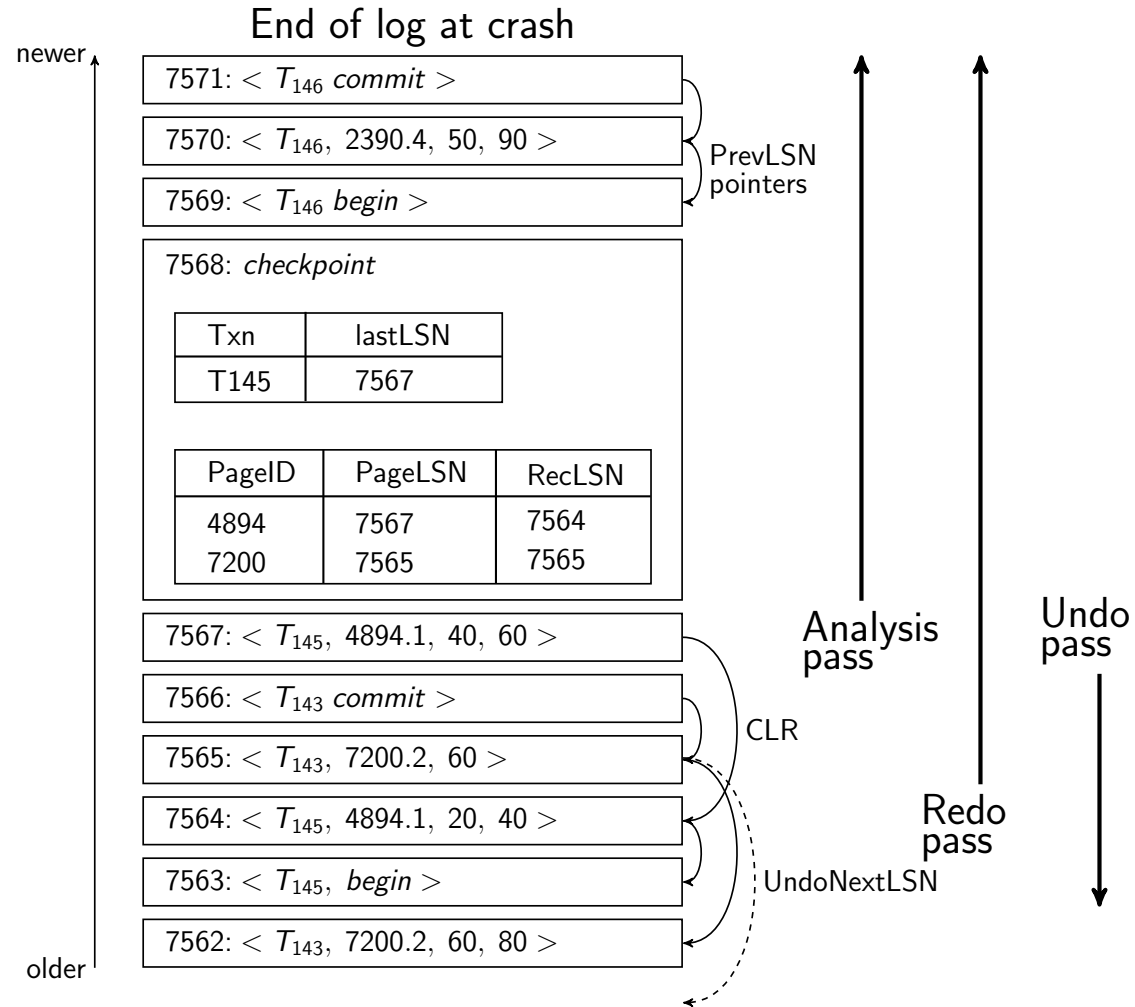 End of log at crash
newer
7571: < T₁₄₆ commit >
7570: < T₁₄₆, 2390.4, 50, 90 >
PrevLSN
pointers
7569: < T₁₄₆ begin >
7568: checkpoint
Txn lastLSN
T145 7567
PageID PageLSN RecLSN
4894 7567 7564
7200 7565 7565
7567: < T₁₄₅, 4894.1, 40, 60 >
Analysis
pass
Undo
pass
7566: < T₁₄₃ commit >
CLR
7565: < T₁₄₃, 7200.2, 60 >
7564: < T₁₄₅, 4894.1, 20, 40 >
Redo
pass
7563: < T₁₄₅, begin >
UndoNextLSN
7562: < T₁₄₃, 7200.2, 60, 80 >
older